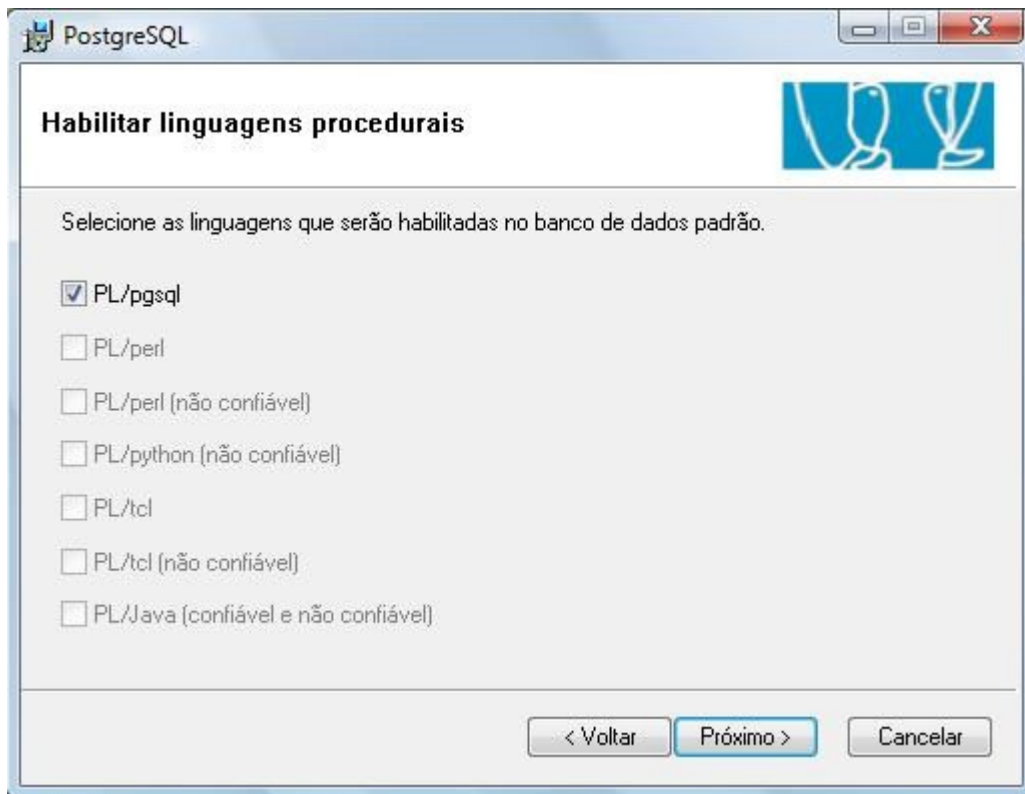 PostgreSQL
Habilitar linguagens procedurais
Selecione as linguagens que serão habilitadas no banco de dados padrão.
PL/pgsql
PL/perl
PL/perl (não confiável)
PL/python (não confiável)
PL/tcl
PL/tcl (não confiável)
PL/Java (confiável e não confiável)
< Voltar Próximo > Cancelar